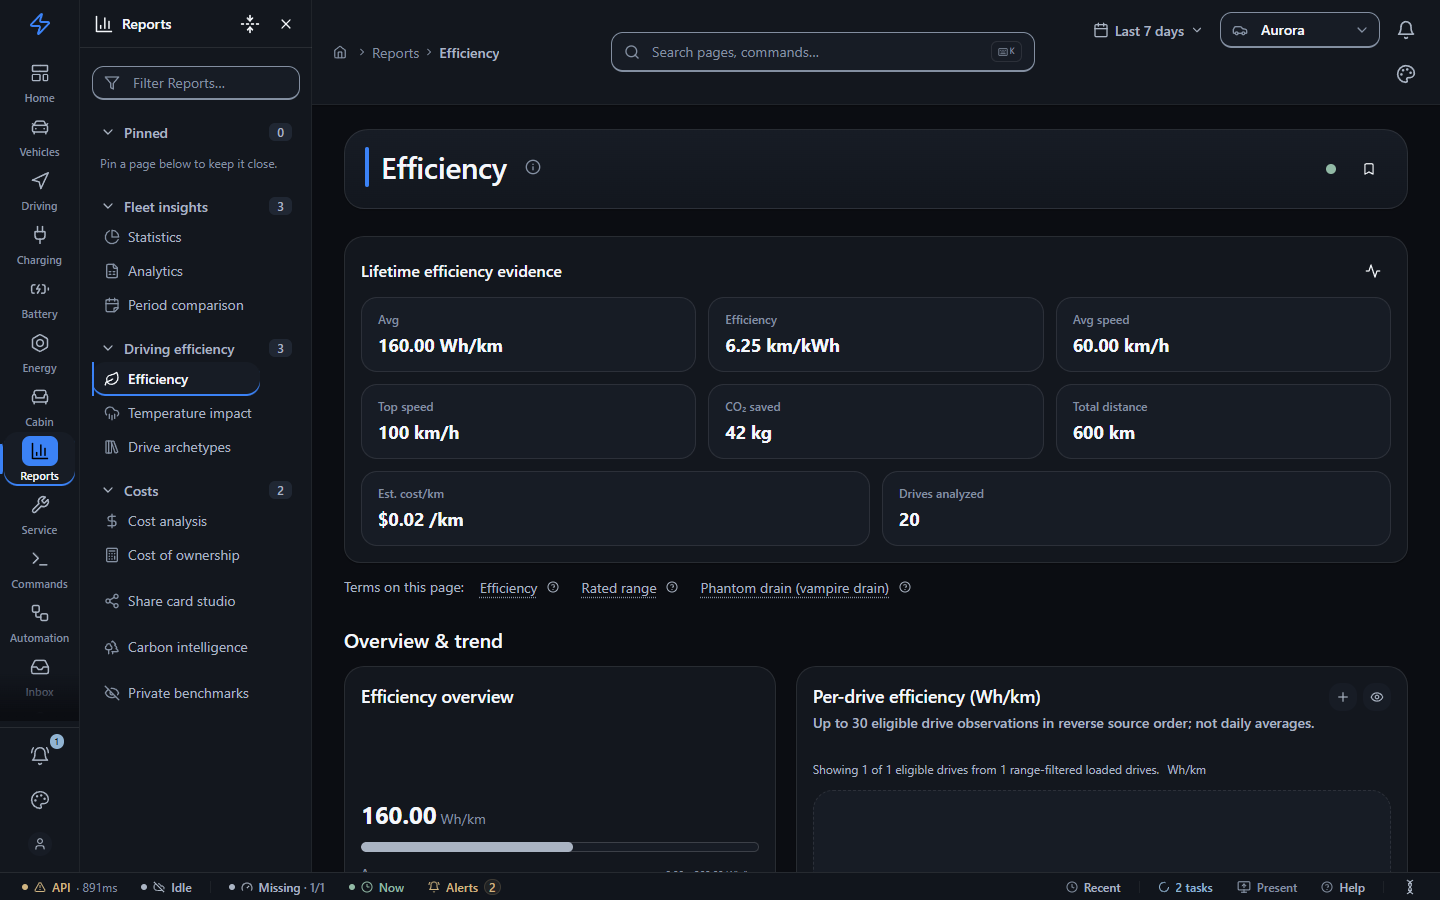 Home
Vehicles
Driving
Charging
Battery
Energy
Cabin
Reports
Service
Commands
Automation
Inbox
1
Reports
Filter Reports...
Pinned 0
Pin a page below to keep it close.
Fleet insights 3
Statistics
Analytics
Period comparison
Driving efficiency 3
Efficiency
Temperature impact
Drive archetypes
Costs 2
Cost analysis
Cost of ownership
Share card studio
Carbon intelligence
Private benchmarks
Reports Efficiency
Search pages, commands... K
Last 7 days
Aurora
Efficiency
Lifetime efficiency evidence
Avg
160.00 Wh/km
Efficiency
6.25 km/kWh
Avg speed
60.00 km/h
Top speed
100 km/h
CO₂ saved
42 kg
Total distance
600 km
Est. cost/km
$0.02 /km
Drives analyzed
20
Terms on this page: Efficiency Rated range Phantom drain (vampire drain)
Overview & trend
Efficiency overview
160.00 Wh/km
Per-drive efficiency (Wh/km)
Up to 30 eligible drive observations in reverse source order; not daily averages.
Showing 1 of 1 eligible drives from 1 range-filtered loaded drives. Wh/km
API · 891ms Idle Missing · 1/1 Now Alerts 2 Recent 2 tasks Present Help